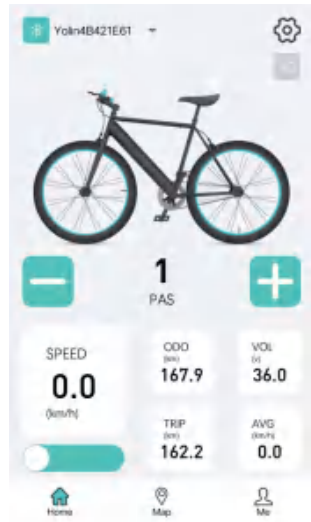 Yolin4B421E61
1
PAS
SPEED
0.0
(km/h)
ODO
(km)
167.9
VOL
(v)
36.0
TRIP
(km)
162.2
AVG
(km/h)
0.0
Home
Map
Me